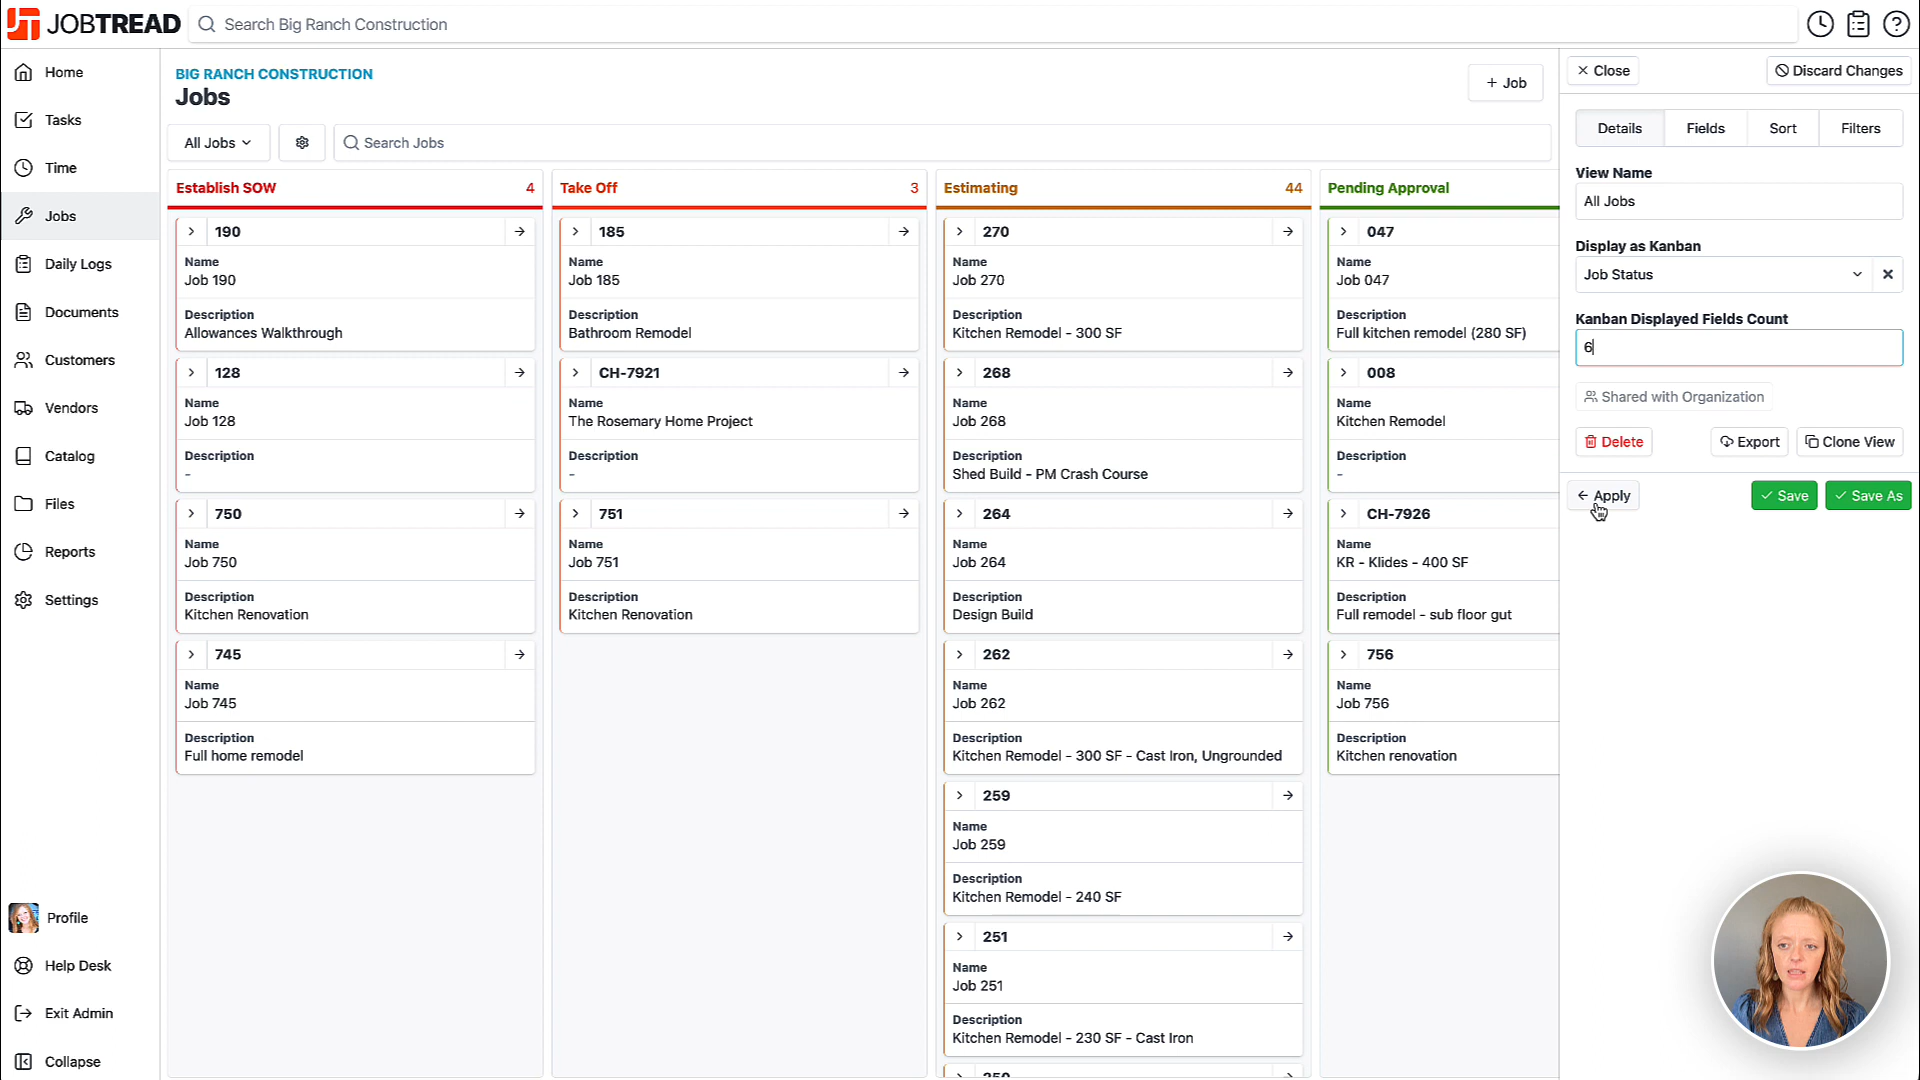 JOBTREAD
Search Big Ranch Construction
Home
Tasks
Time
Jobs
Daily Logs
Documents
Customers
Vendors
Catalog
Files
Reports
Settings
Profile
Help Desk
Exit Admin
Collapse
BIG RANCH CONSTRUCTION
Jobs
+ Job
All Jobs
Search Jobs
Establish SOW 4
190
Name
Job 190
Description
Allowances Walkthrough
128
Name
Job 128
Description
-
750
Name
Job 750
Description
Kitchen Renovation
745
Name
Job 745
Description
Full home remodel
Take Off 3
185
Name
Job 185
Description
Bathroom Remodel
CH-7921
Name
The Rosemary Home Project
Description
-
751
Name
Job 751
Description
Kitchen Renovation
Estimating 44
270
Name
Job 270
Description
Kitchen Remodel - 300 SF
268
Name
Job 268
Description
Shed Build - PM Crash Course
264
Name
Job 264
Description
Design Build
262
Name
Job 262
Description
Kitchen Remodel - 300 SF - Cast Iron, Ungrounded
259
Name
Job 259
Description
Kitchen Remodel - 240 SF
251
Name
Job 251
Description
Kitchen Remodel - 230 SF - Cast Iron
Pending Approval
047
Name
Job 047
Description
Full kitchen remodel (280 SF)
008
Name
Kitchen Remodel
Description
-
CH-7926
Name
KR - Klides - 400 SF
Description
Full remodel - sub floor gut
756
Name
Job 756
Description
Kitchen renovation
Close
Discard Changes
Details Fields Sort Filters
View Name
All Jobs
Display as Kanban
Job Status
Kanban Displayed Fields Count
6
Shared with Organization
Delete
Export
Clone View
Apply
Save
Save As